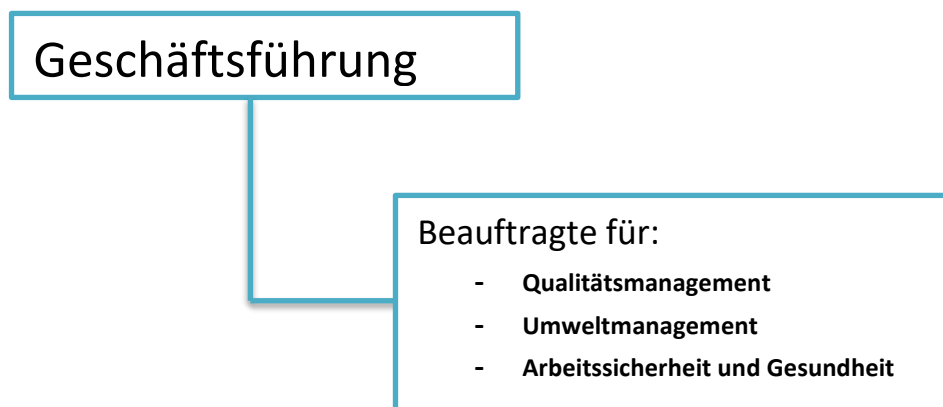 Geschäftsführung
Beauftragte für:
- Qualitätsmanagement
- Umweltmanagement
- Arbeitssicherheit und Gesundheit